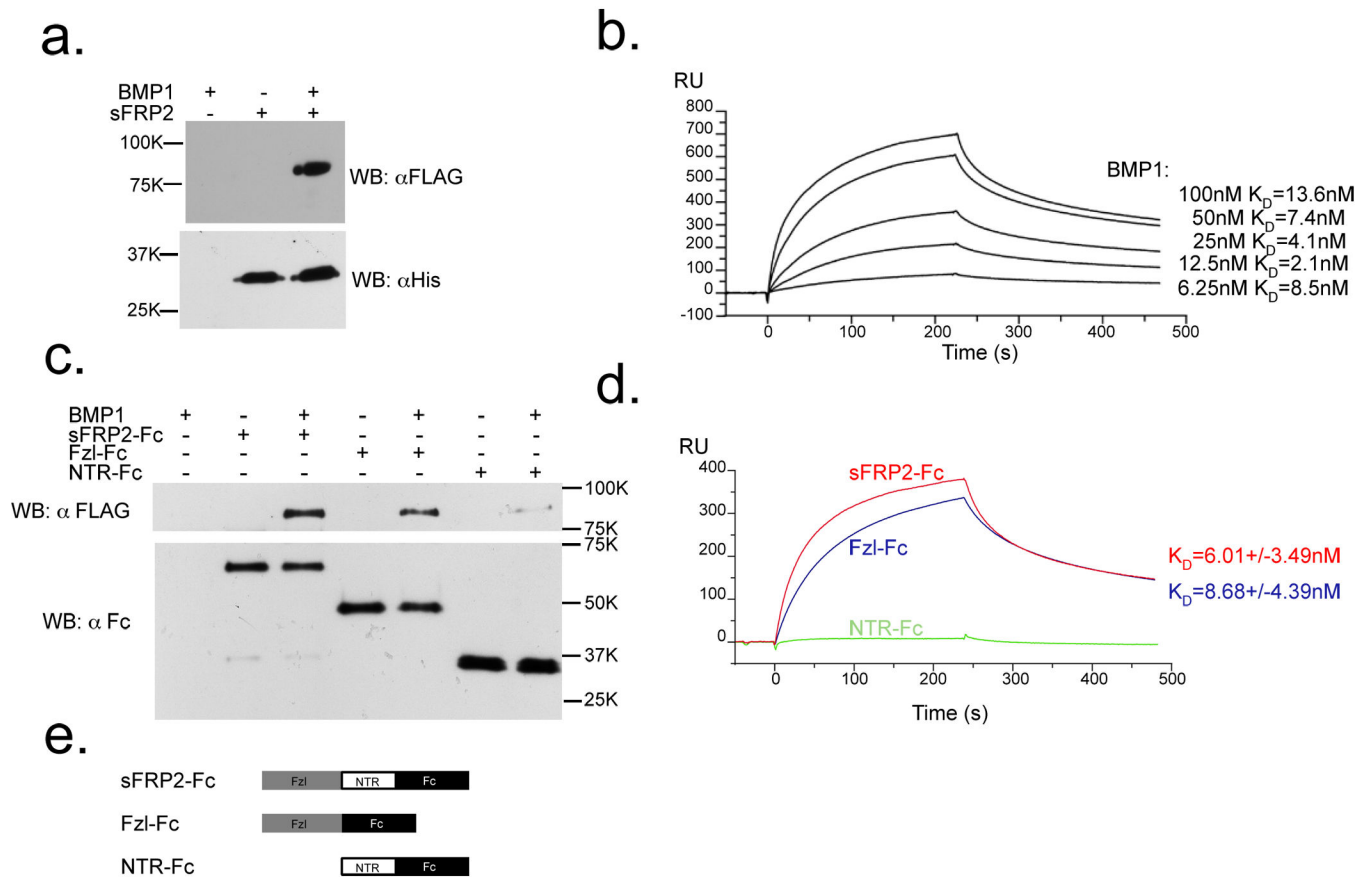 a.
BMP1 + - +
sFRP2 - + +
100K
75K
WB: αFLAG
37K
25K
WB: αHis
b.
RU
800
700
600
500
400
300
200
100
0
-100
0 100 200 300 400 500
Time (s)
BMP1:
100nM KD=13.6nM
50nM KD=7.4nM
25nM KD=4.1nM
12.5nM KD=2.1nM
6.25nM KD=8.5nM
c.
BMP1 + - + - + - +
sFRP2-Fc - + + - - - -
Fzl-Fc - - - + + - -
NTR-Fc - - - - - + +
WB: α FLAG
100K
75K
WB: α Fc
75K
50K
37K
25K
d.
RU
400
300
200
100
0
0 100 200 300 400 500
Time (s)
sFRP2-Fc
Fzl-Fc
NTR-Fc
KD=6.01+/-3.49nM
KD=8.68+/-4.39nM
e.
sFRP2-Fc Fzl NTR Fc
Fzl-Fc Fzl Fc
NTR-Fc NTR Fc